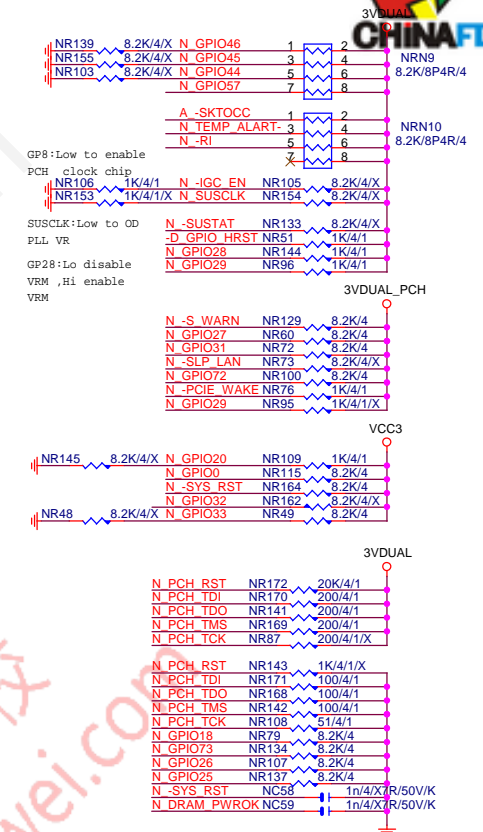 3VDUAL
CHiNAFi
NR139 8.2K/4/X N_GPIO46 1 2
NR155 8.2K/4/X N_GPIO45 3 4 NRN9
NR103 8.2K/4/X N_GPIO44 5 6 8.2K/8P4R/4
N_GPIO57 7 8
A_-SKTOCC 1 2
N_TEMP_ALART- 3 4 NRN10
N_-RI 5 6 8.2K/8P4R/4
7 8
GP8:Low to enable
PCH clock chip
NR106 1K/4/1 N_-IGC_EN NR105 8.2K/4/X
NR153 1K/4/1/X N_SUSCLK NR154 8.2K/4/X
SUSCLK:Low to OD
PLL VR
GP28:Lo disable
VRM ,Hi enable
VRM
N_-SUSTAT NR133 8.2K/4/X
-D_GPIO_HRST NR51 1K/4/1
N_GPIO28 NR144 1K/4/1
N_GPIO29 NR96 1K/4/1
3VDUAL_PCH
N_-S_WARN NR129 8.2K/4
N_GPIO27 NR60 8.2K/4
N_GPIO31 NR72 8.2K/4
N_-SLP_LAN NR73 8.2K/4/X
N_GPIO72 NR100 8.2K/4
N_-PCIE_WAKE NR76 1K/4/1
N_GPIO29 NR95 1K/4/1/X
VCC3
NR145 8.2K/4/X N_GPIO20 NR109 1K/4/1
N_GPIO0 NR115 8.2K/4
N_-SYS_RST NR164 8.2K/4
N_GPIO32 NR162 8.2K/4/X
NR48 8.2K/4/X N_GPIO33 NR49 8.2K/4
3VDUAL
N_PCH_RST NR172 20K/4/1
N_PCH_TDI NR170 200/4/1
N_PCH_TDO NR141 200/4/1
N_PCH_TMS NR169 200/4/1
N_PCH_TCK NR87 200/4/1/X
N_PCH_RST NR143 1K/4/1/X
N_PCH_TDI NR171 100/4/1
N_PCH_TDO NR168 100/4/1
N_PCH_TMS NR142 100/4/1
N_PCH_TCK NR108 51/4/1
N_GPIO18 NR79 8.2K/4
N_GPIO73 NR134 8.2K/4
N_GPIO26 NR107 8.2K/4
N_GPIO25 NR137 8.2K/4
N_-SYS_RST NC58 1n/4/X7R/50V/K
N_DRAM_PWROK NC59 1n/4/X7R/50V/K